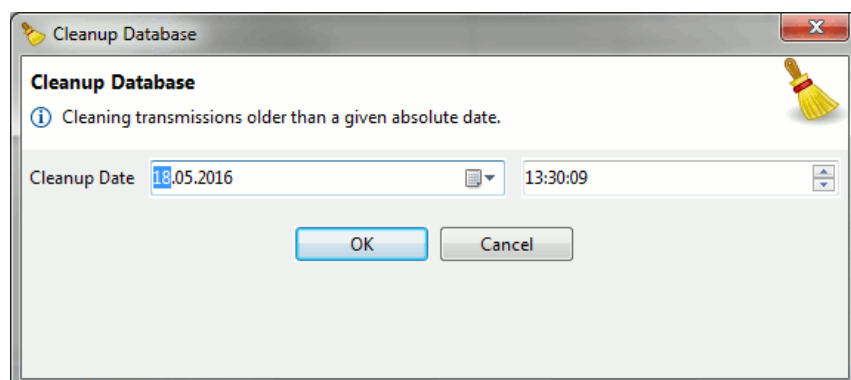 Cleanup Database
Cleanup Database
Cleaning transmissions older than a given absolute date.
Cleanup Date 18.05.2016 13:30:09
OK Cancel